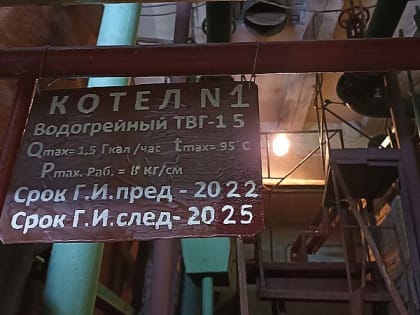 КОТЕЛ N1
Водогрейный ТВГ-1 5
Qmax= 1,5 Гкал/час tmax= 95°С
Pmax. Раб. = 8 кг/см
Срок Г.И.пред - 2022
Срок Г.И.след- 2025